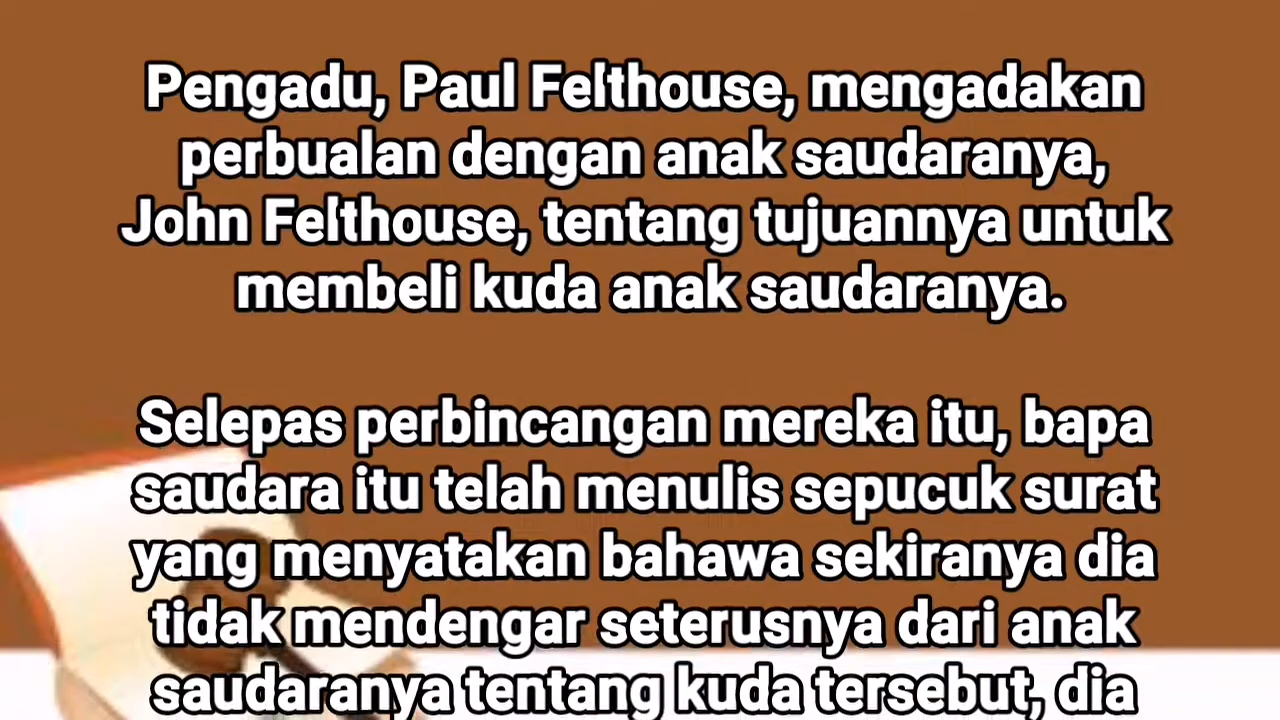 Pengadu, Paul Felthouse, mengadakan
perbualan dengan anak saudaranya,
John Felthouse, tentang tujuannya untuk
membeli kuda anak saudaranya.
Selepas perbincangan mereka itu, bapa
saudara itu telah menulis sepucuk surat
yang menyatakan bahawa sekiranya dia
tidak mendengar seterusnya dari anak
saudaranya tentang kuda tersebut, dia